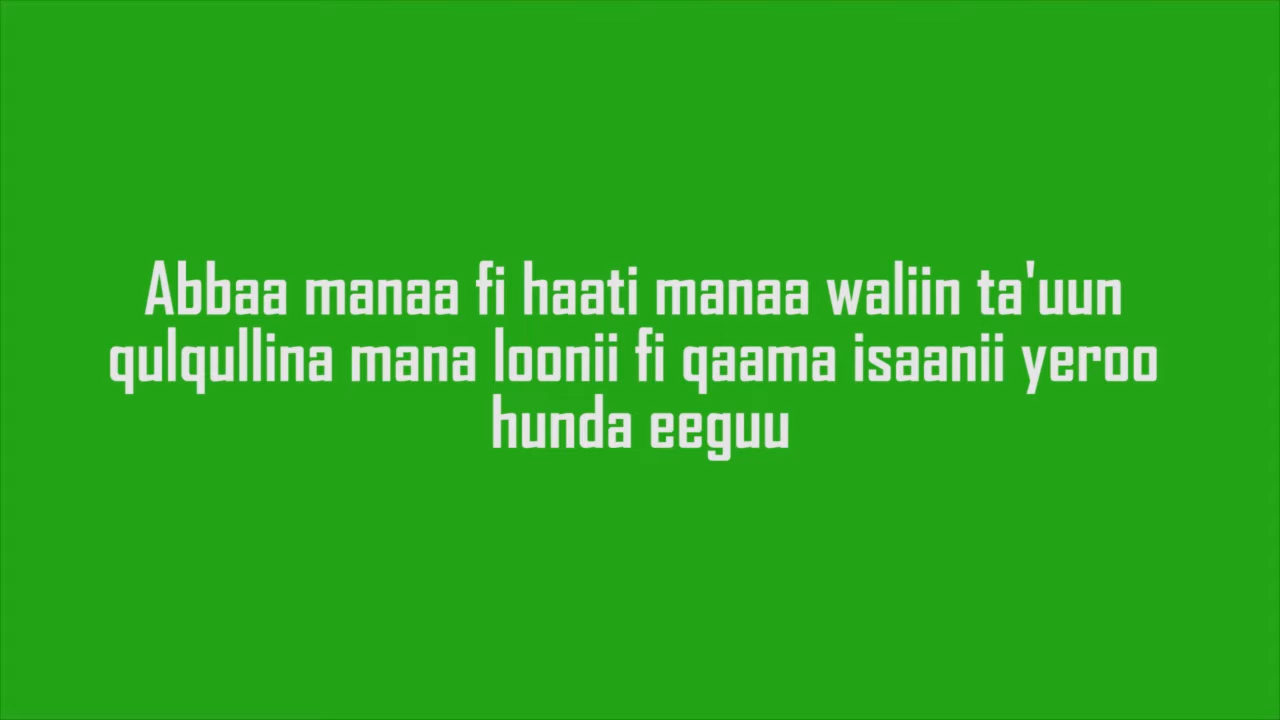 Abbaa manaa fi haati manaa waliin ta'uun
qulqullina mana loonii fi qaama isaanii yeroo
hunda eeguu